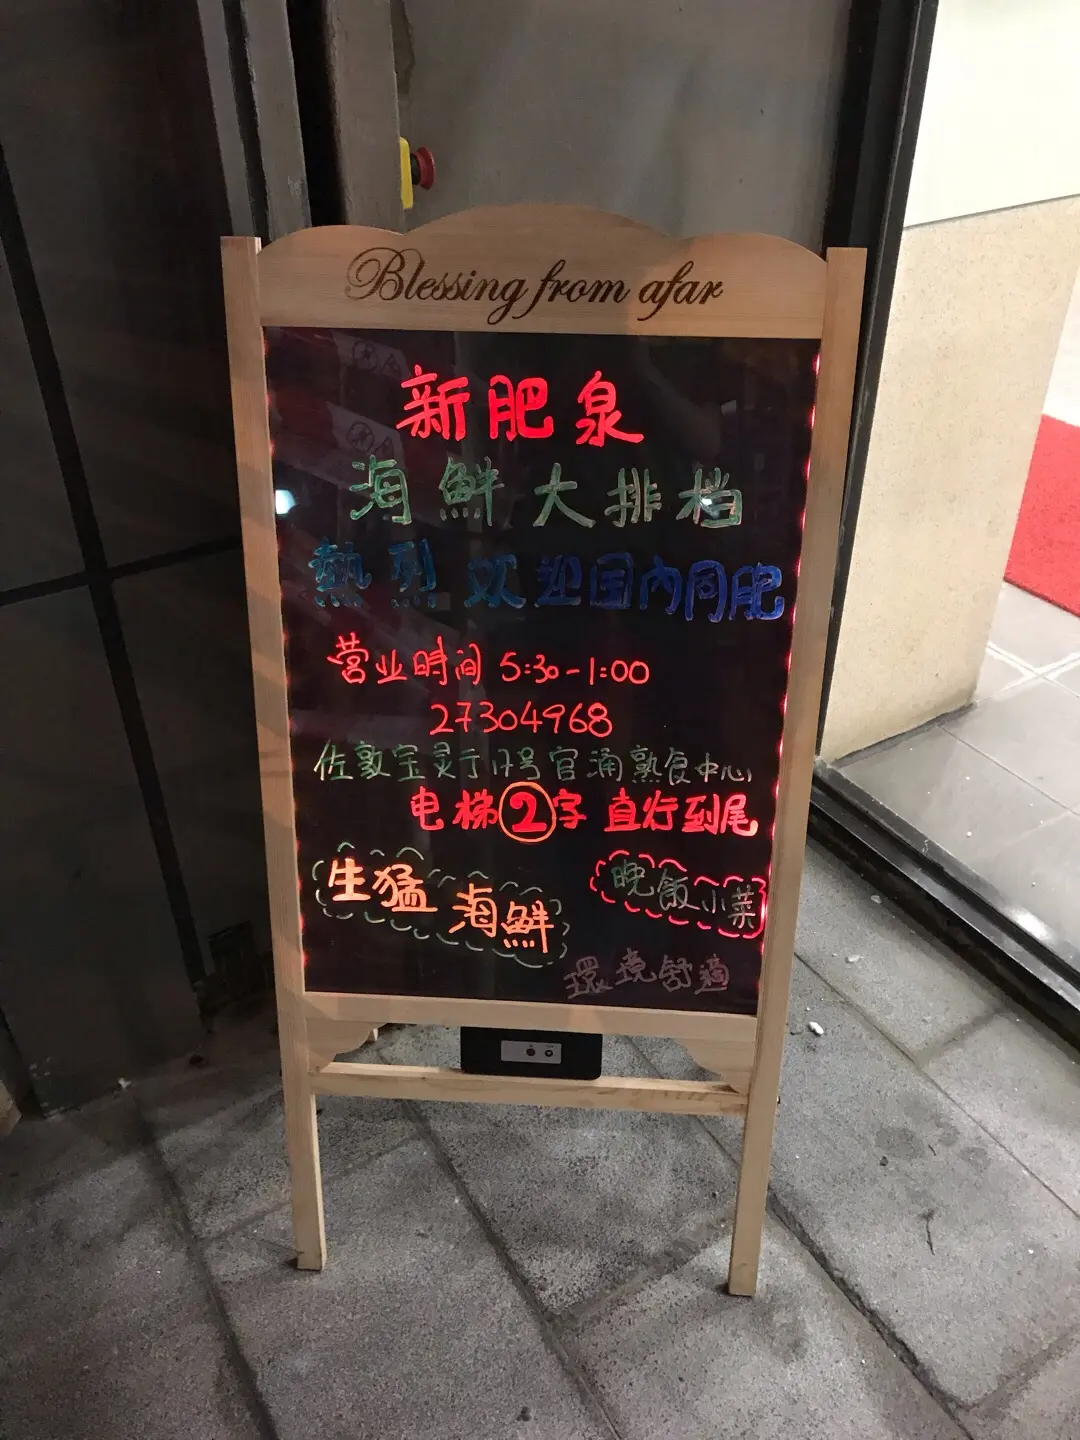 Blessing from afar
新肥泉
海鮮大排档
熱烈欢迎国内同胞
营业時间 5:30-1:00
27304968
佐敦宝灵于17号官涌熟食中心
电梯②字 直行到尾
生猛海鮮
晚飯小菜
環境舒適